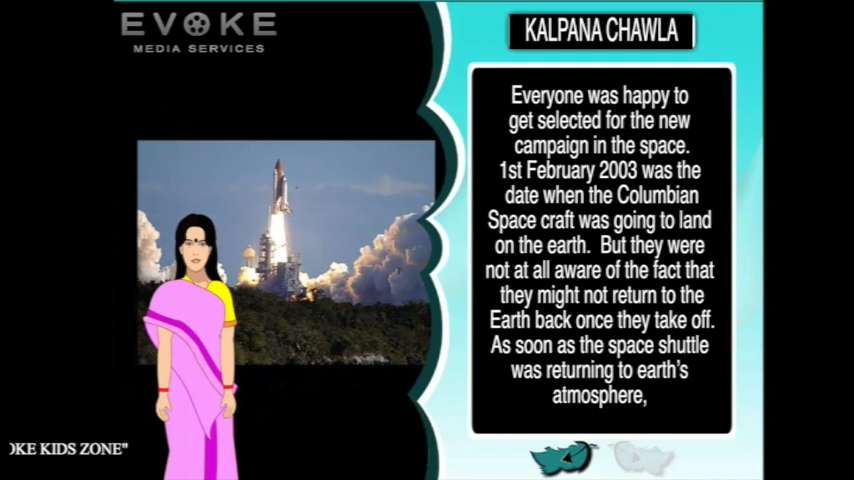 EVOKE
MEDIA SERVICES
KALPANA CHAWLA
Everyone was happy to
get selected for the new
campaign in the space.
1st February 2003 was the
date when the Columbian
Space craft was going to land
on the earth. But they were
not at all aware of the fact that
they might not return to the
Earth back once they take off.
As soon as the space shuttle
was returning to earth's
atmosphere,
KIDS ZONE"